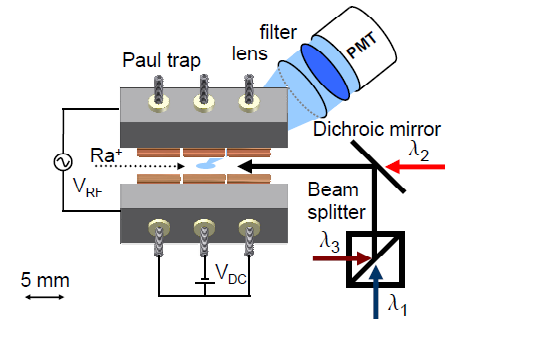 filter
lens
PMT
Paul trap
Dichroic mirror
λ2
Ra+
VRF
Beam
splitter
λ3
VDC
5 mm
λ1